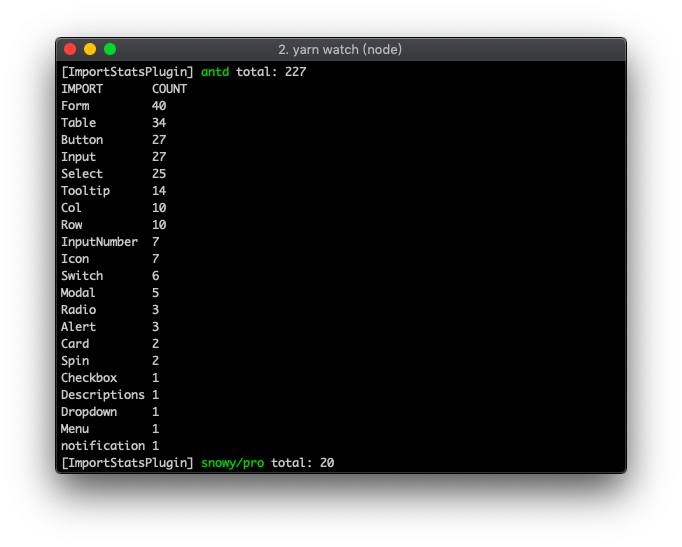 2. yarn watch (node)
[ImportStatsPlugin] antd total: 227
IMPORT COUNT
Form 40
Table 34
Button 27
Input 27
Select 25
Tooltip 14
Col 10
Row 10
InputNumber 7
Icon 7
Switch 6
Modal 5
Radio 3
Alert 3
Card 2
Spin 2
Checkbox 1
Descriptions 1
Dropdown 1
Menu 1
notification 1
[ImportStatsPlugin] snowy/pro total: 20